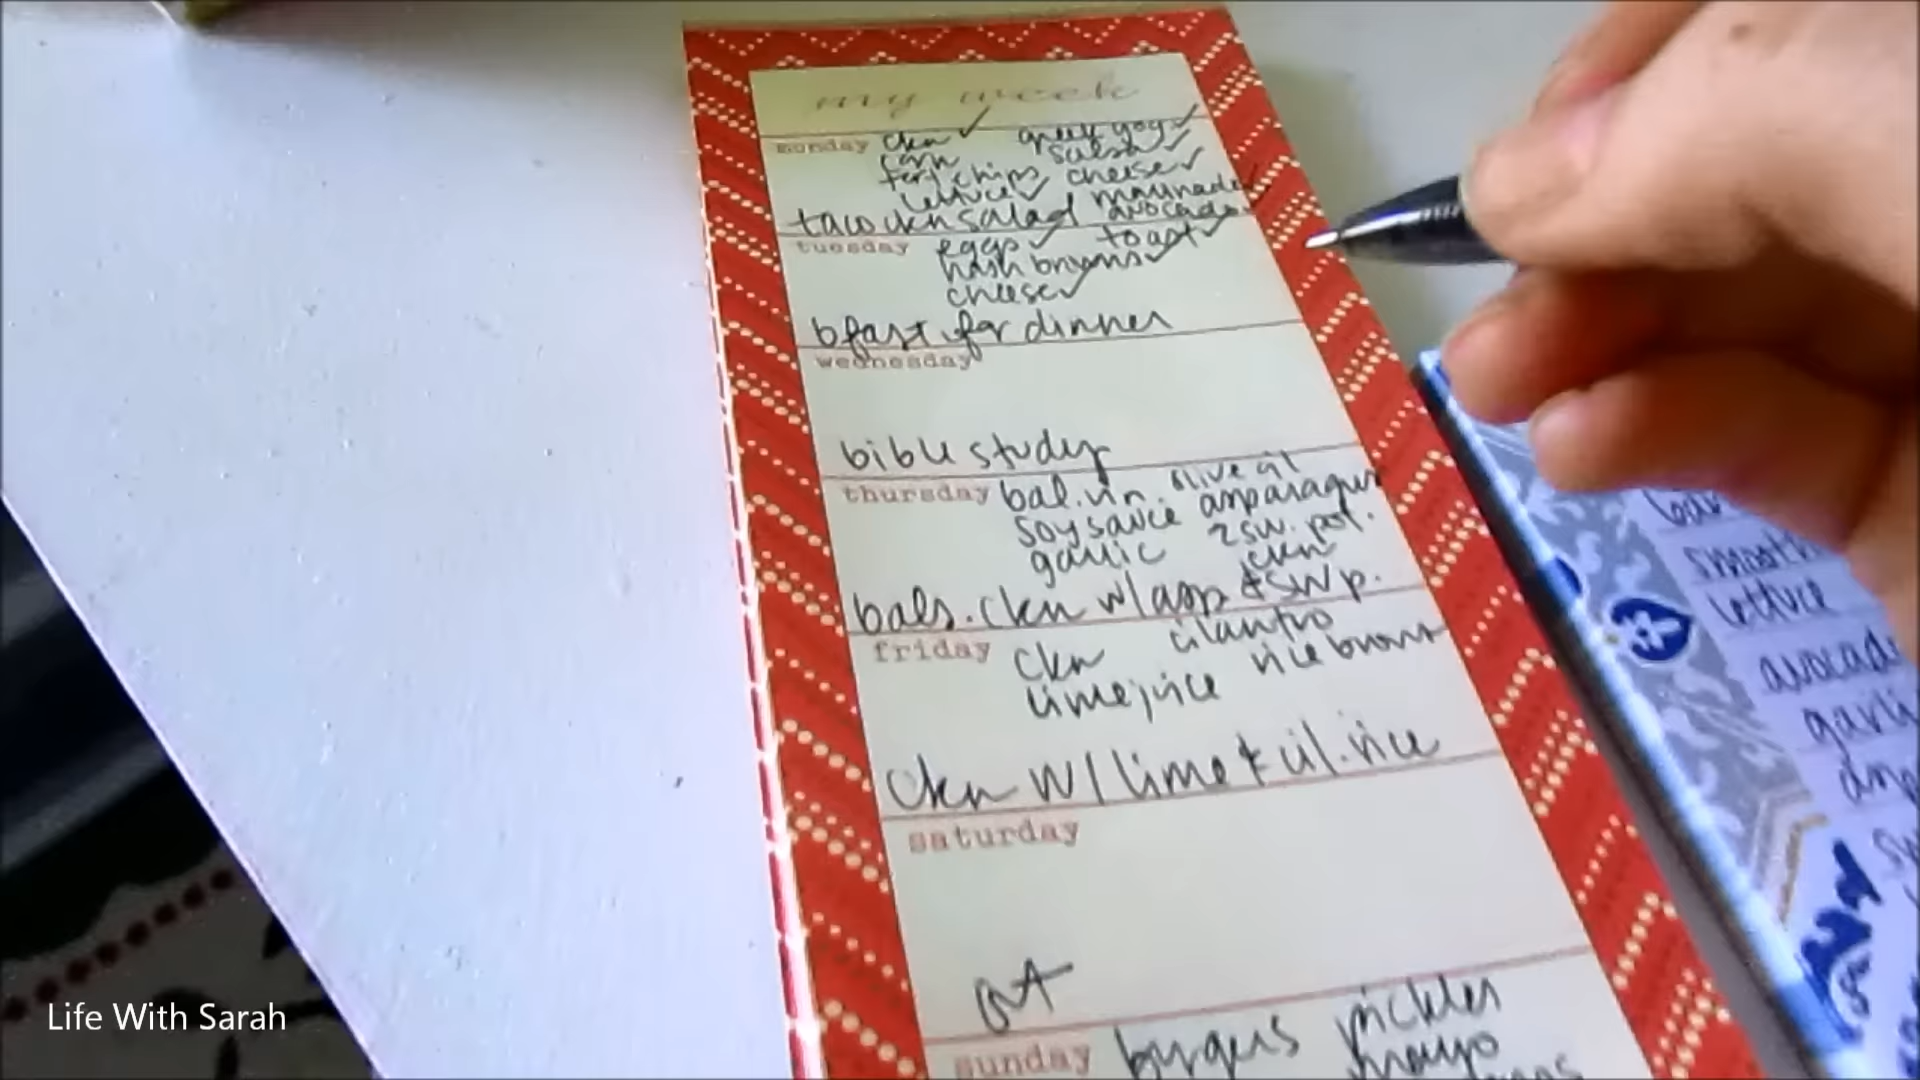 my week
monday ckn ✓ greek yog ✓
corn salsa ✓
tort chips cheese ✓
lettuce ✓ marinade
taco ckn salad avocado
tuesday eggs ✓ toast ✓
hash browns ✓
cheese ✓
bfast for dinner
wednesday
bible study
thursday bal. vin. olive oil
soy sauce asparagus
garlic 2 sw. pot.
ckn
bals. ckn w/ asp & sw p.
friday ckn cilantro
lime juice rice brown
ckn w/ lime & cil. rice
saturday
out
sunday burgers pickles
mayo
lettuce
avocado
Life With Sarah